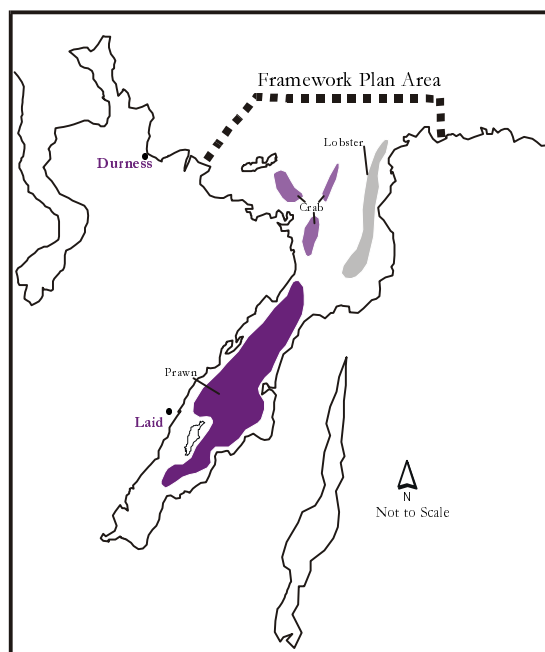 Framework Plan Area
Lobster
Durness
Crab
Prawn
Laid
N
Not to Scale